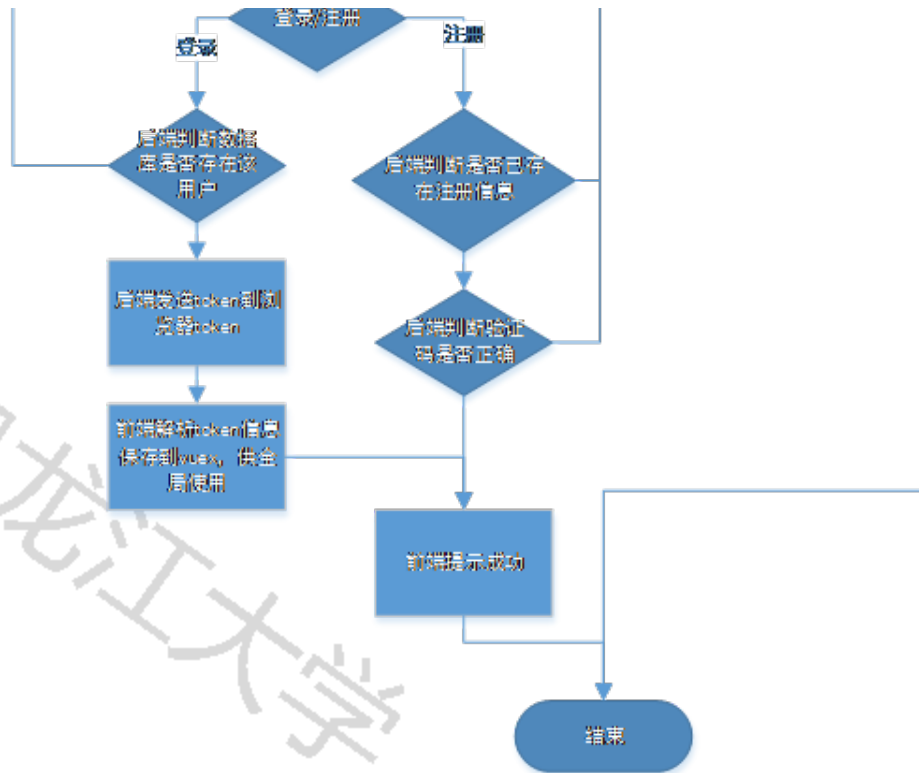 登录/注册
登录
注册
后端判断数据
库是否存在该
用户
后端判断是否已存
在注册信息
后端发送token到浏
览器token
后端判断验证
码是否正确
前端解析token信息
保存到vuex，供全
局使用
前端提示成功
结束
龙江大学